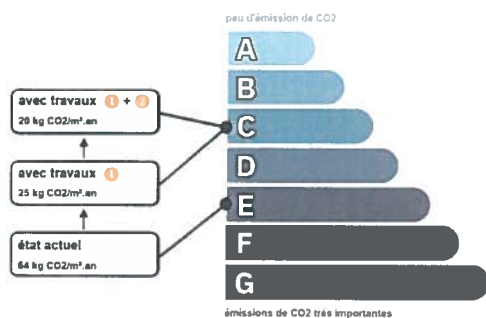 peu d'émission de CO2
A
B
avec travaux 1 + 2
20 kg CO2/m².an
C
D
avec travaux 1
25 kg CO2/m².an
E
état actuel
64 kg CO2/m².an
F
G
émissions de CO2 très importantes